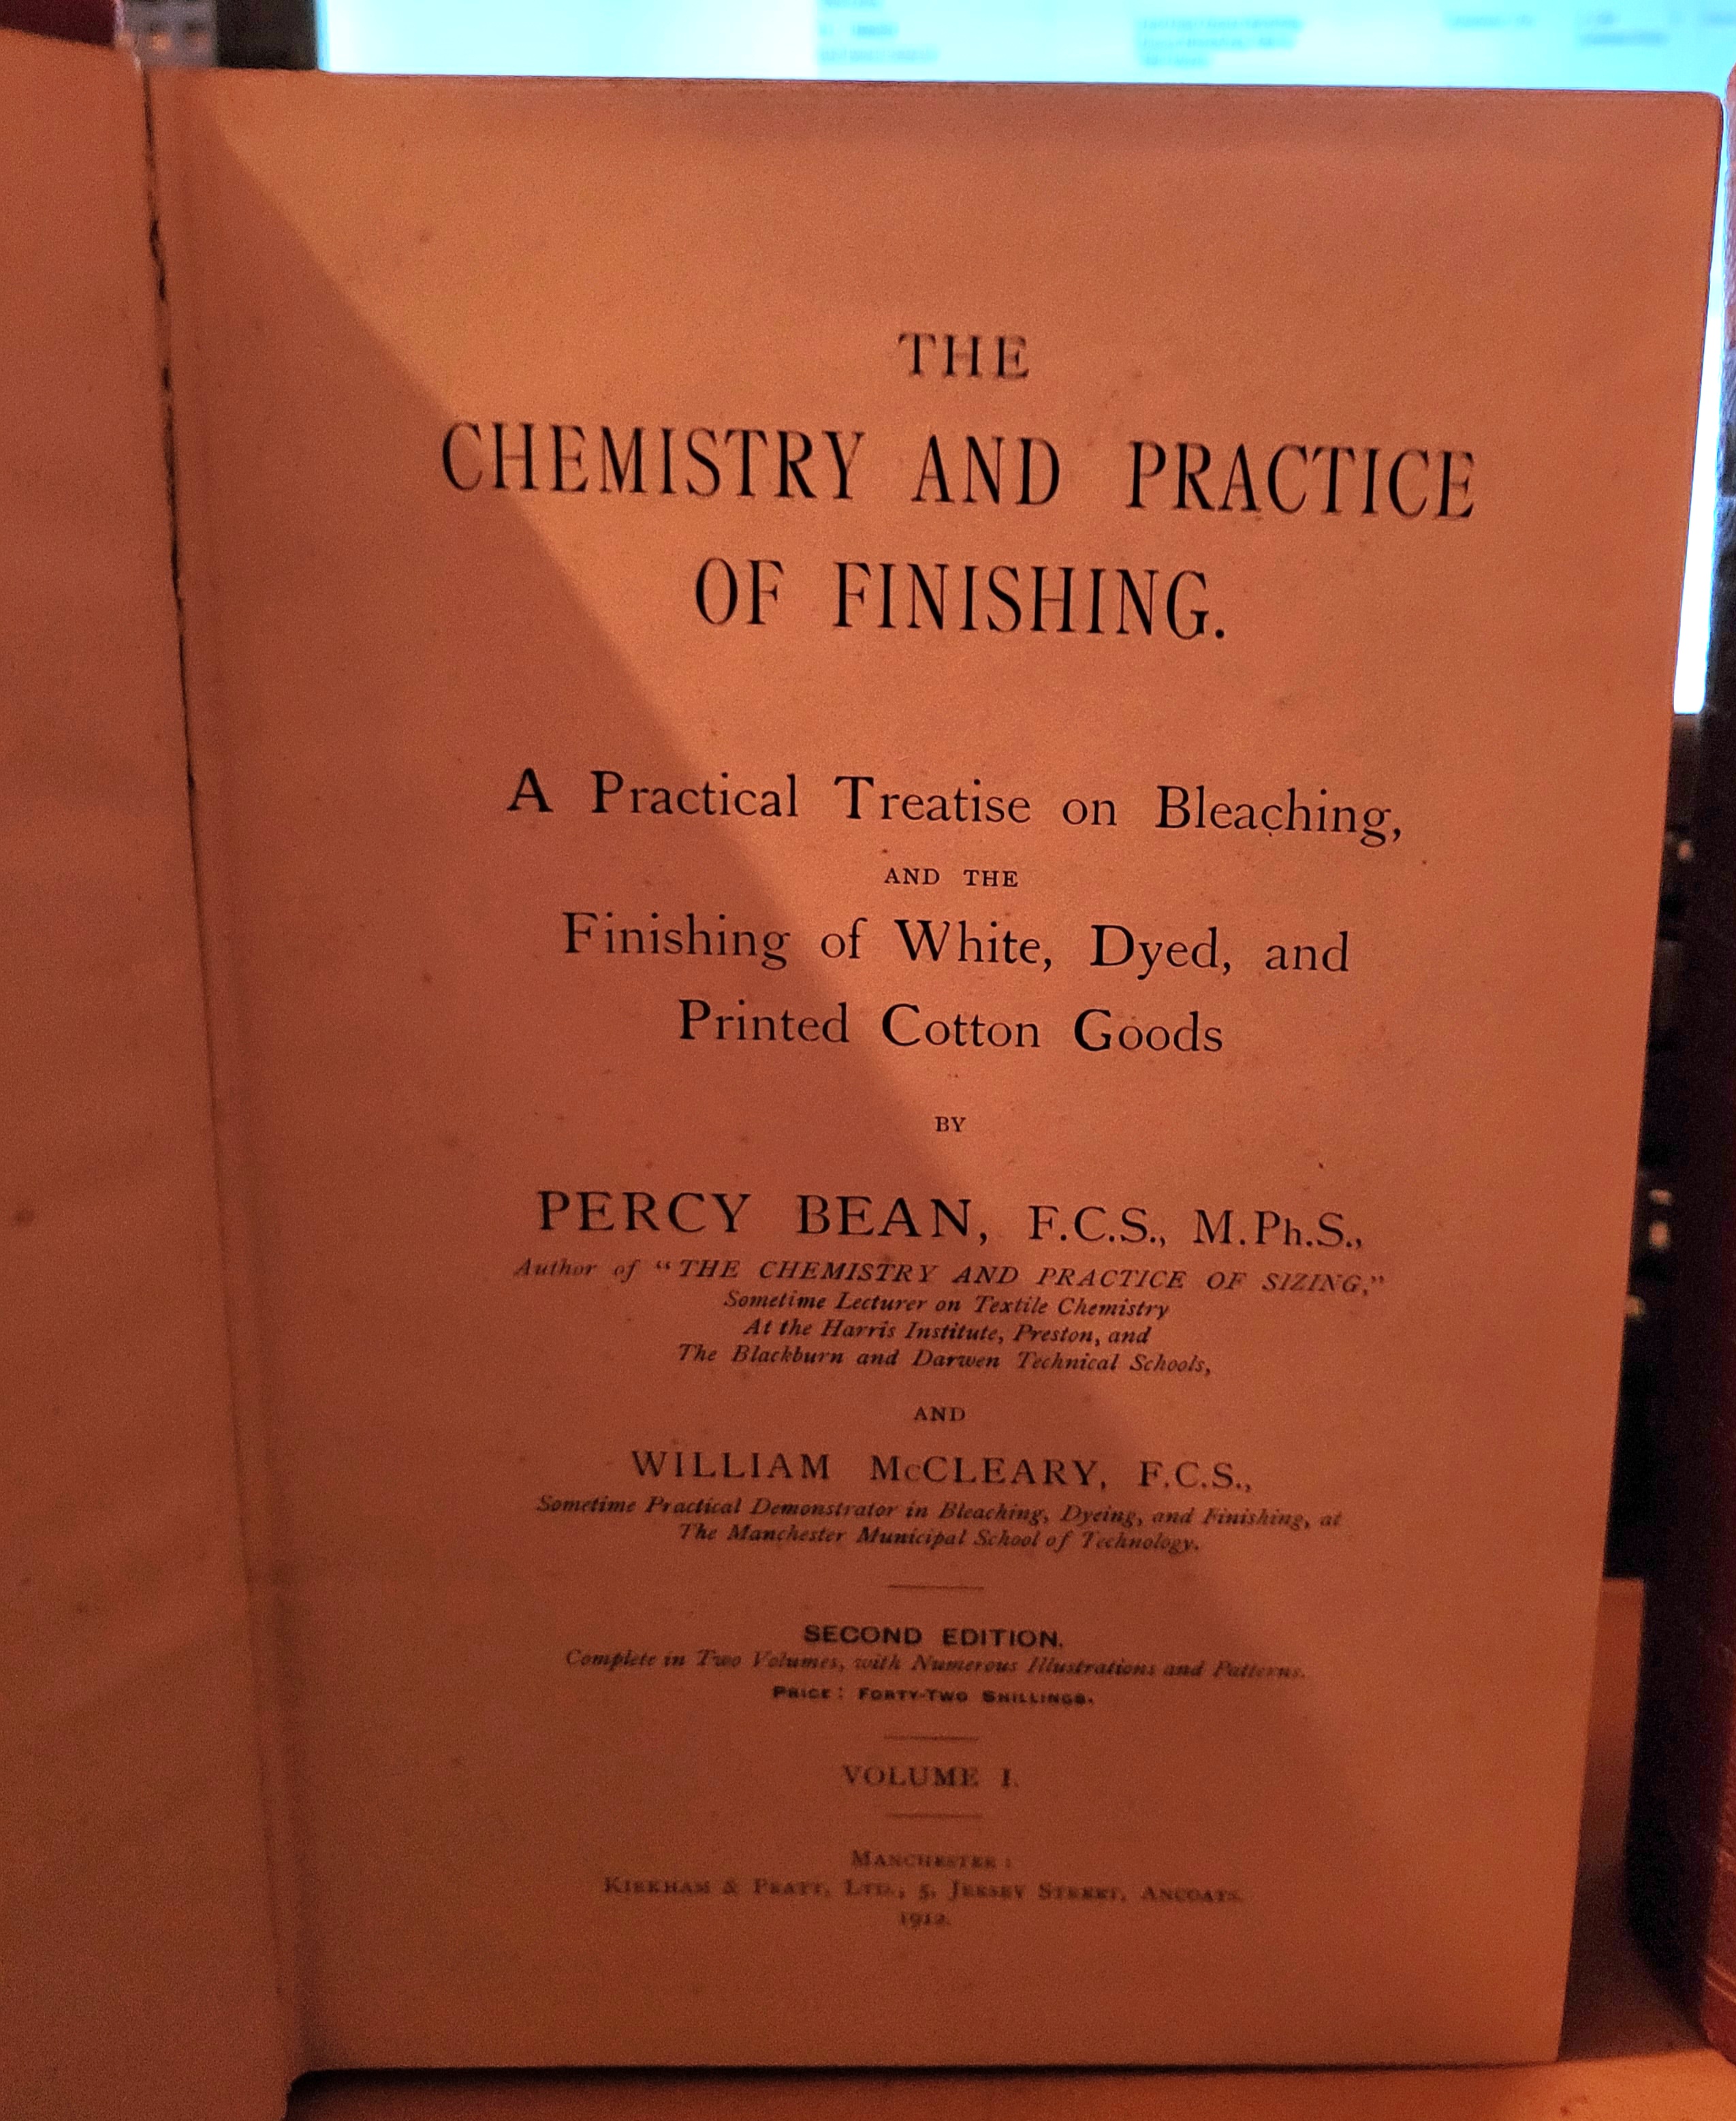 THE
CHEMISTRY AND PRACTICE
OF FINISHING.
A Practical Treatise on Bleaching,
AND THE
Finishing of White, Dyed, and
Printed Cotton Goods
BY
PERCY BEAN, F.C.S., M.Ph.S.,
Author of "THE CHEMISTRY AND PRACTICE OF SIZING,"
Sometime Lecturer on Textile Chemistry
At the Harris Institute, Preston, and
The Blackburn and Darwen Technical Schools,
AND
WILLIAM McCLEARY, F.C.S.,
Sometime Practical Demonstrator in Bleaching, Dyeing, and Finishing, at
The Manchester Municipal School of Technology.
SECOND EDITION.
Complete in Two Volumes, with Numerous Illustrations and Patterns.
PRICE: FORTY-TWO SHILLINGS.
VOLUME I.
MANCHESTER:
KIRKHAM & PRATT, LTD., 5, JERSEY STREET, ANCOATS.
1912.